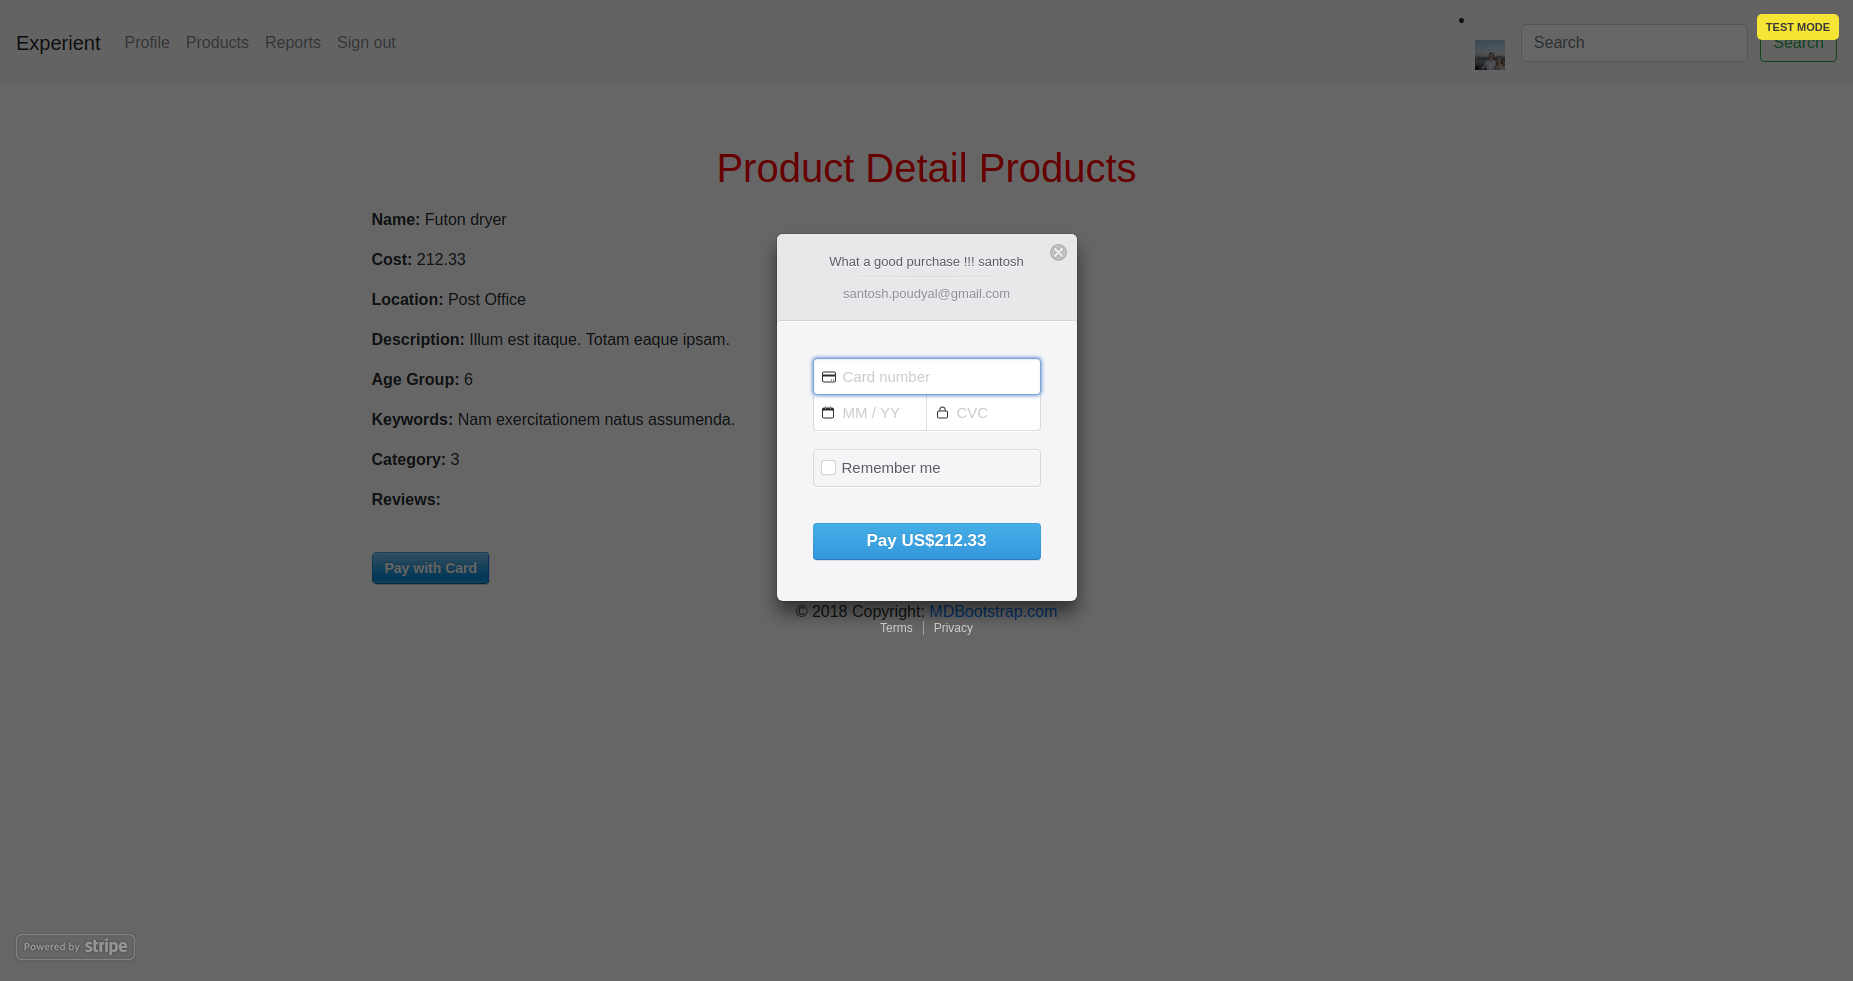 Experient Profile Products Reports Sign out Search Search
TEST MODE
Product Detail Products
Name: Futon dryer
Cost: 212.33
Location: Post Office
Description: Illum est itaque. Totam eaque ipsam.
Age Group: 6
Keywords: Nam exercitationem natus assumenda.
Category: 3
Reviews:
Pay with Card
What a good purchase !!! santosh
santosh.poudyal@gmail.com
Card number
MM / YY CVC
Remember me
Pay US$212.33
© 2018 Copyright: MDBootstrap.com
Terms Privacy
Powered by stripe